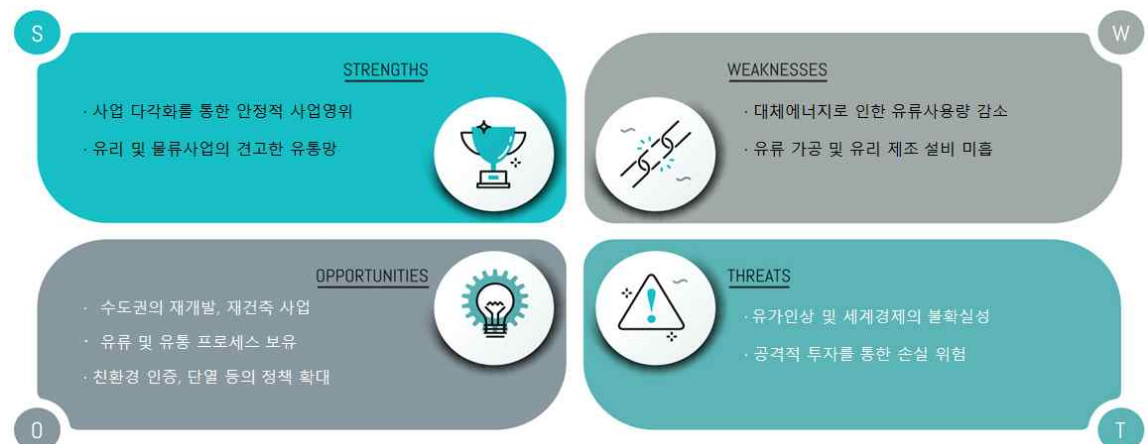 S
STRENGTHS
· 사업 다각화를 통한 안정적 사업영위
· 유리 및 물류사업의 견고한 유통망
W
WEAKNESSES
· 대체에너지로 인한 유류사용량 감소
· 유류 가공 및 유리 제조 설비 미흡
OPPORTUNITIES
· 수도권의 재개발, 재건축 사업
· 유류 및 유통 프로세스 보유
· 친환경 인증, 단열 등의 정책 확대
O
THREATS
· 유가인상 및 세계경제의 불확실성
· 공격적 투자를 통한 손실 위험
T